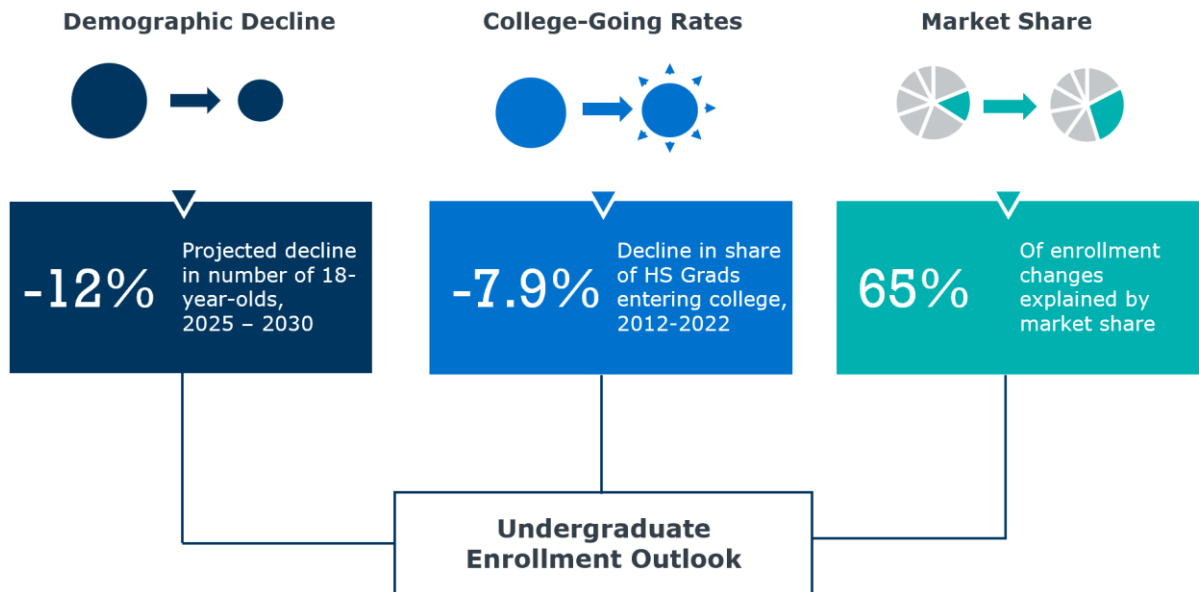 Demographic Decline
College-Going Rates
Market Share
-12%
Projected decline
in number of 18-
year-olds,
2025 – 2030
-7.9%
Decline in share
of HS Grads
entering college,
2012-2022
65%
Of enrollment
changes
explained by
market share
Undergraduate
Enrollment Outlook